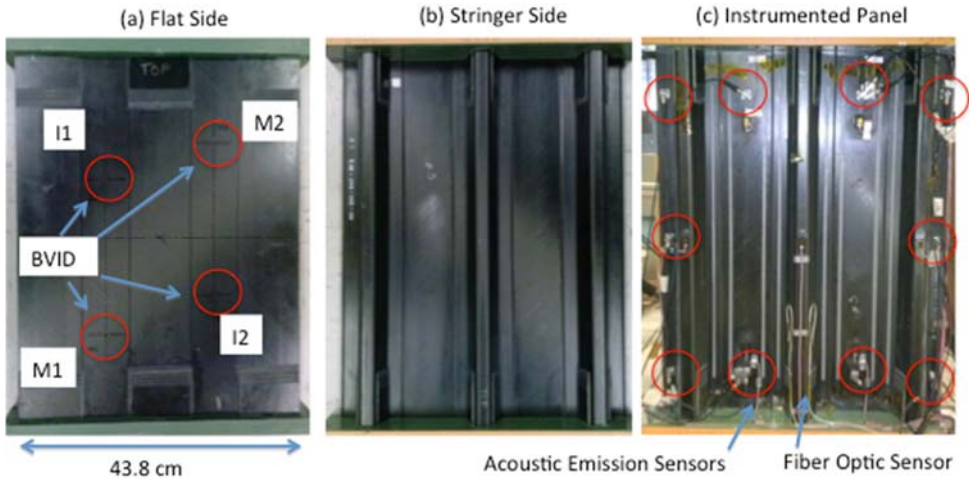 (a) Flat Side
(b) Stringer Side
(c) Instrumented Panel
TOP
I1
M2
BVID
I2
M1
43.8 cm
Acoustic Emission Sensors
Fiber Optic Sensor